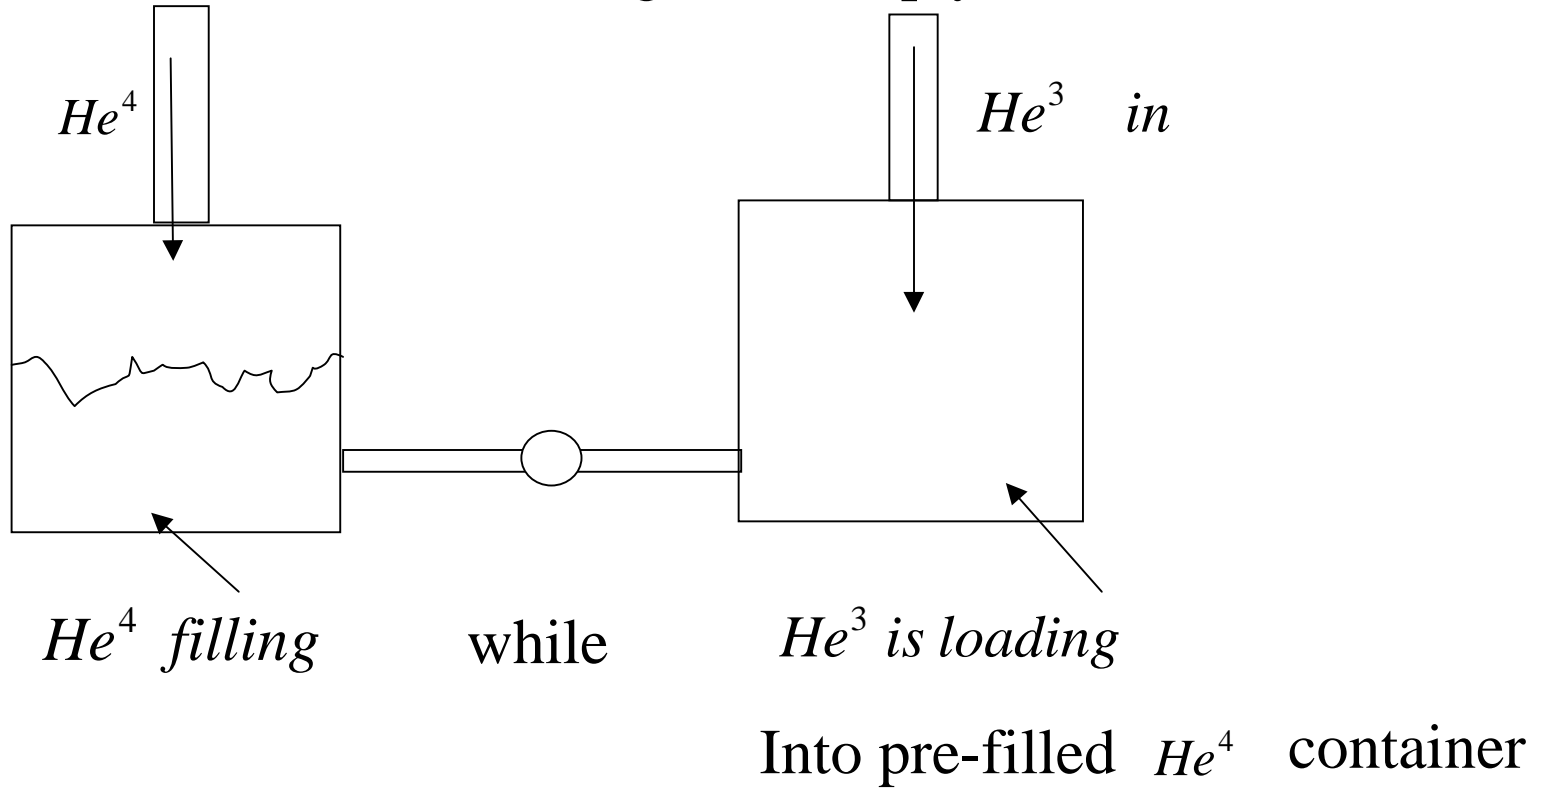 He⁴
He³ in
He⁴ filling while He³ is loading
Into pre-filled He⁴ container